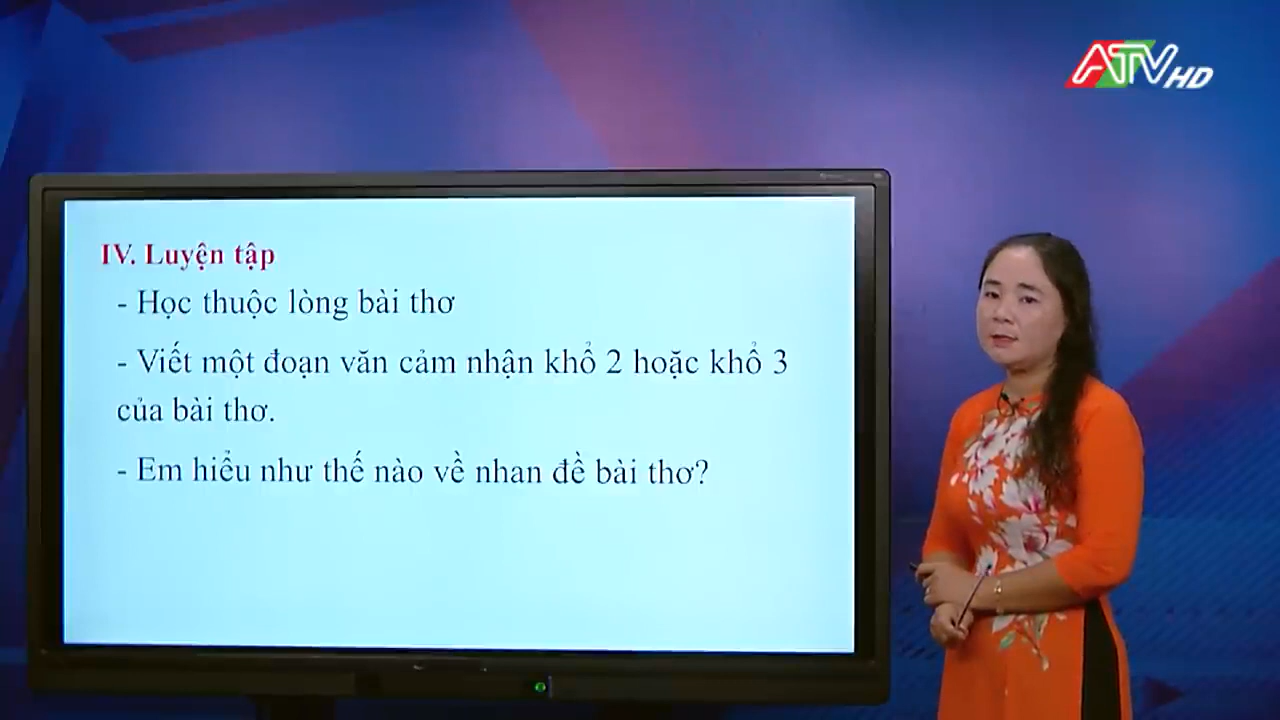 ATV HD
IV. Luyện tập
- Học thuộc lòng bài thơ
- Viết một đoạn văn cảm nhận khổ 2 hoặc khổ 3
của bài thơ.
- Em hiểu như thế nào về nhan đề bài thơ?